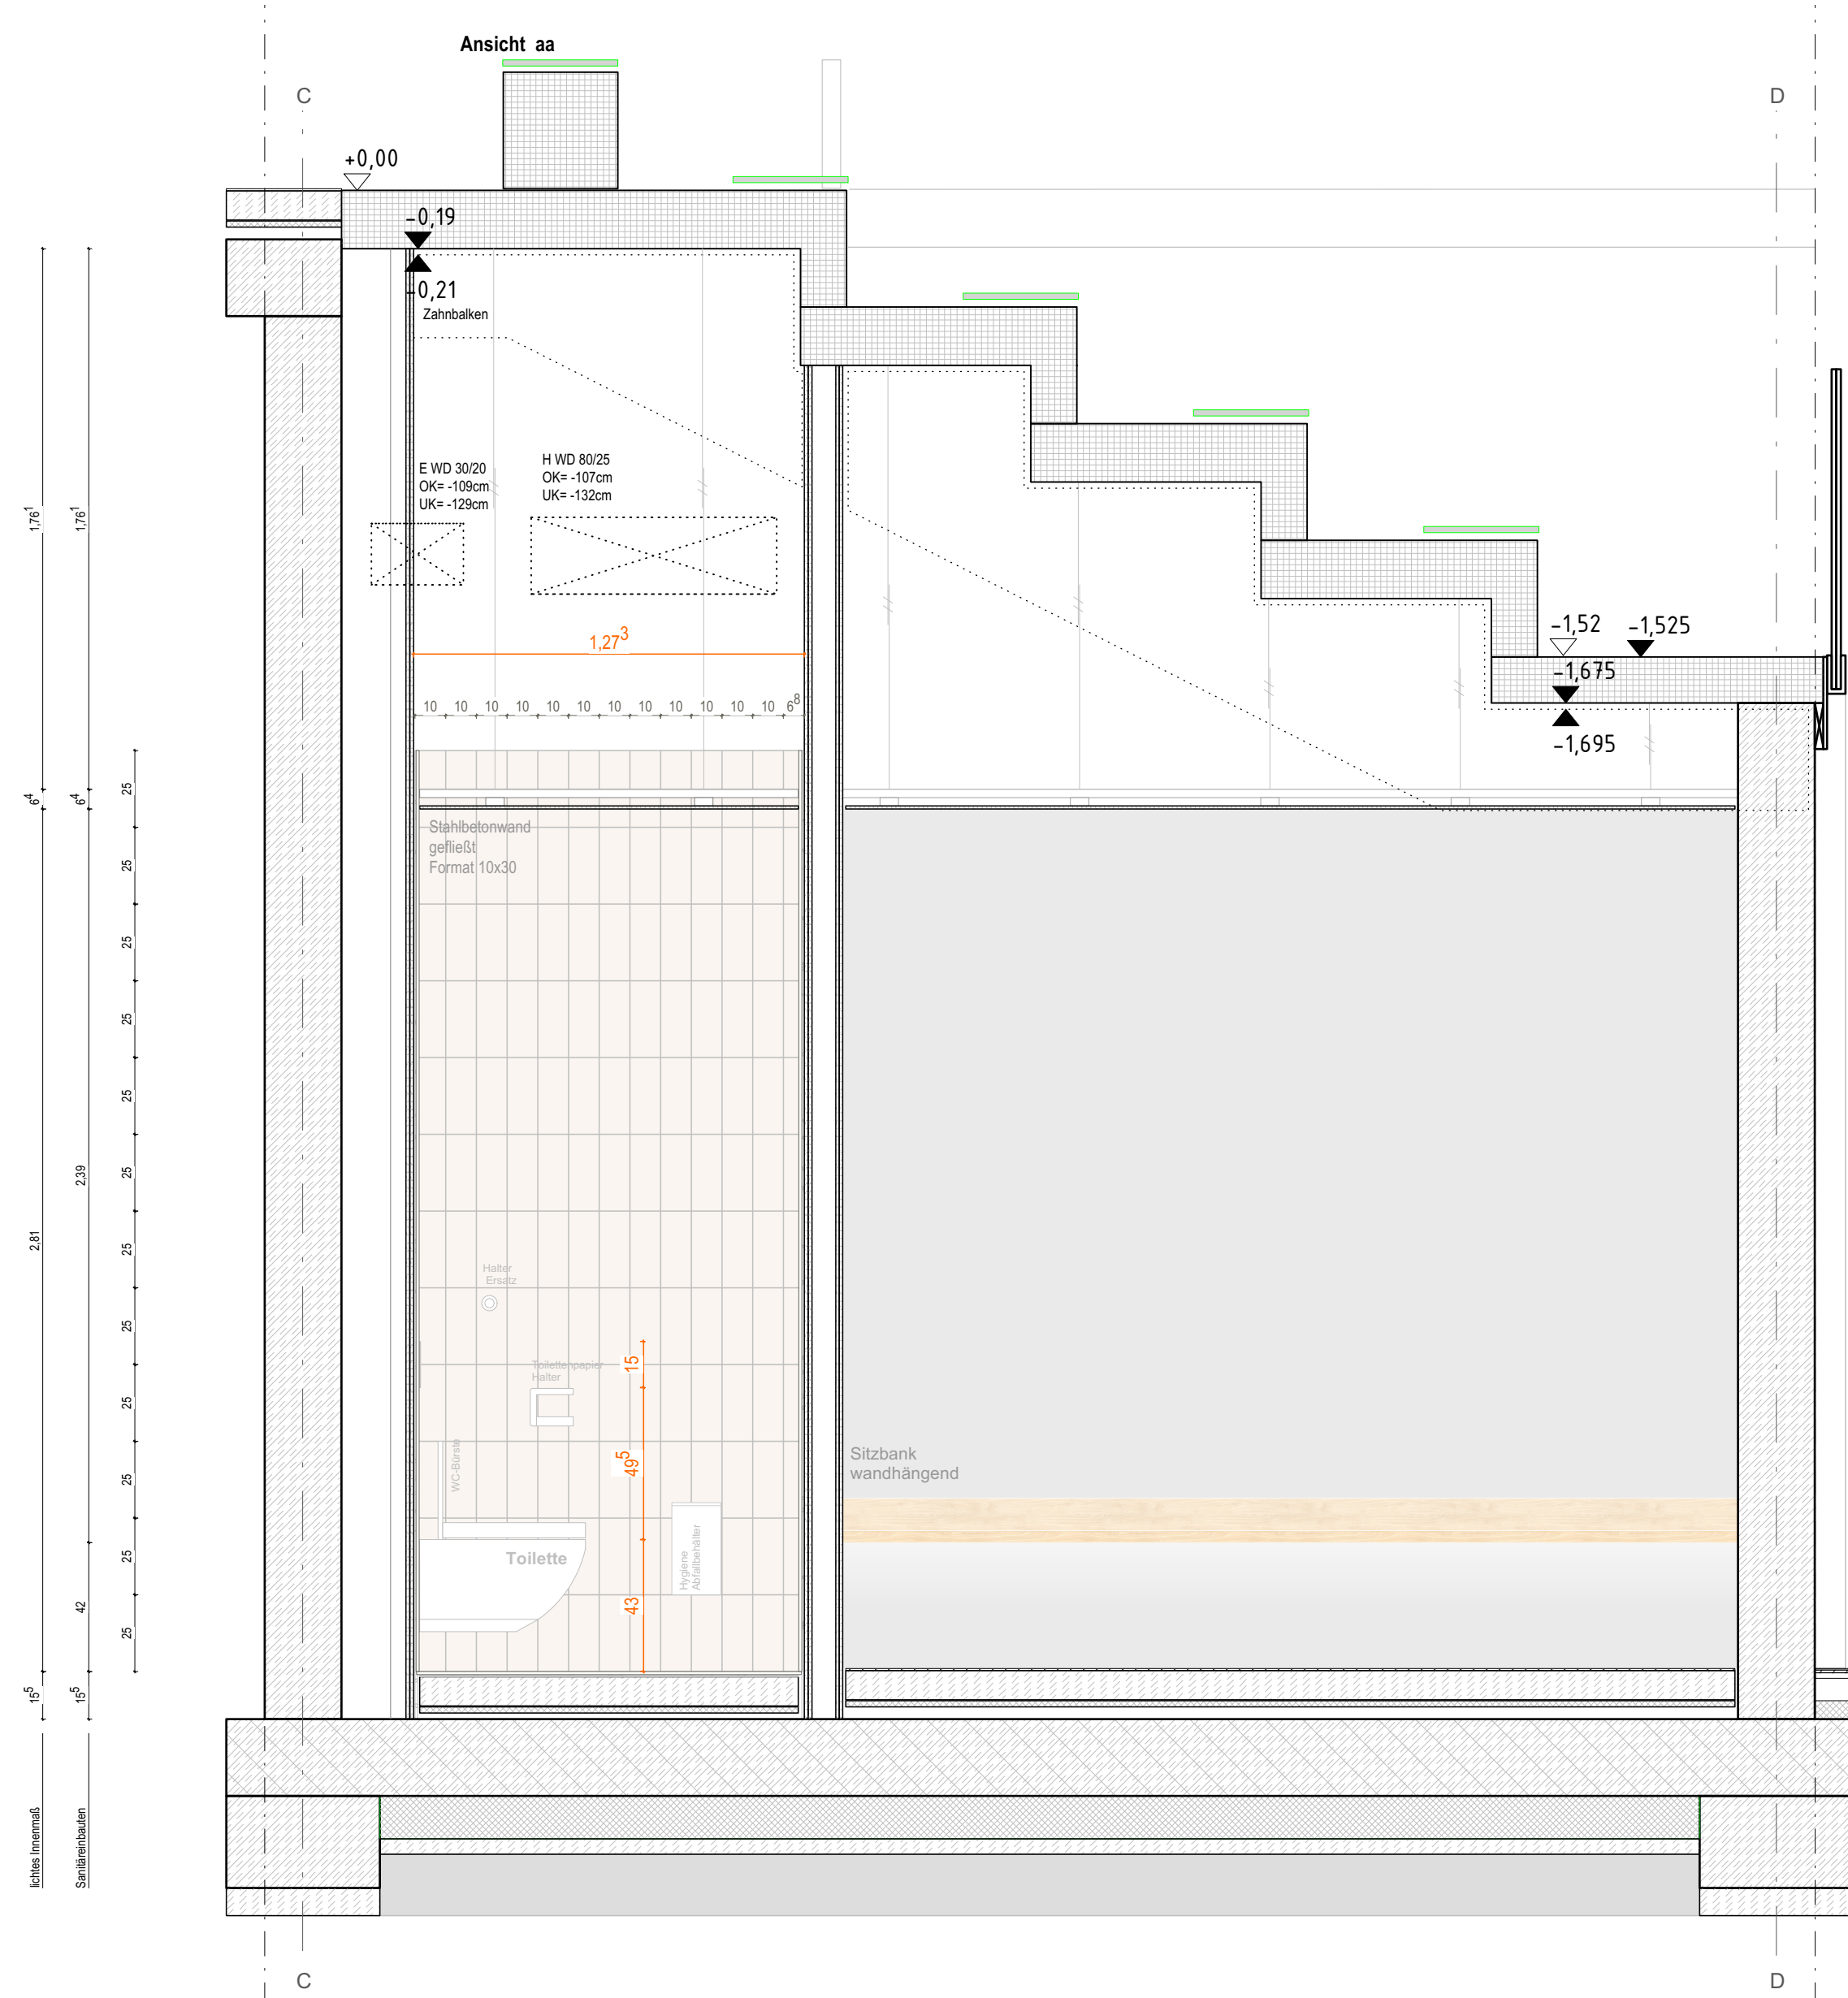 Ansicht aa
C
D
+0,00
-0,19
-0,21
Zahnbalken
E WD 30/20
OK= -109cm
UK= -129cm
H WD 80/25
OK= -107cm
UK= -132cm
1,27³
10 10 10 10 10 10 10 10 10 10 10 10 6⁸
-1,52
-1,525
-1,675
-1,695
1,76¹
1,76¹
6⁴
6⁴
2,81
2,39
42
15⁵
15⁵
lichtes Innenmaß
Sanitäreinbauten
25
25
25
25
25
25
25
25
25
25
25
25
Stahlbetonwand
gefließt
Format 10x30
Halter
Ersatz
Toilettenpapier
Halter
WC-Bürste
Toilette
Hygiene
Abfallbehälter
15
49⁵
43
Sitzbank
wandhängend
C
D